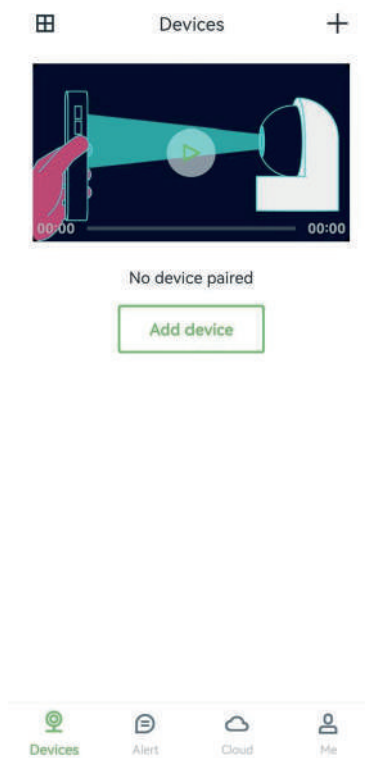 Devices
00:00 00:00
No device paired
Add device
Devices Alert Cloud Me